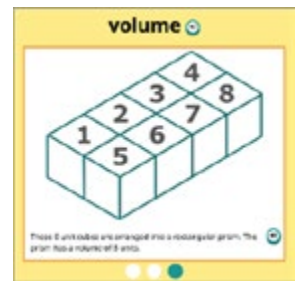 volume
4
3 8
2 7
1 6
5
These 8 unit cubes are arranged into a rectangular prism. The
prism has a volume of 8 units.